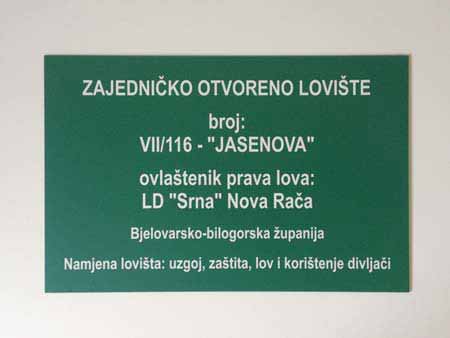 ZAJEDNIČKO OTVORENO LOVIŠTE
broj:
VII/116 - "JASENOVA"
ovlaštenik prava lova:
LD "Srna" Nova Rača
Bjelovarsko-bilogorska županija
Namjena lovišta: uzgoj, zaštita, lov i korištenje divljači